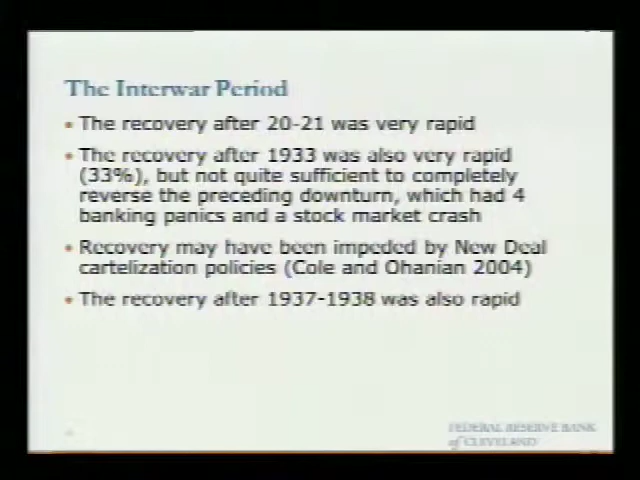 The Interwar Period
• The recovery after 20-21 was very rapid
• The recovery after 1933 was also very rapid
(33%), but not quite sufficient to completely
reverse the preceding downturn, which had 4
banking panics and a stock market crash
• Recovery may have been impeded by New Deal
cartelization policies (Cole and Ohanian 2004)
• The recovery after 1937-1938 was also rapid
FEDERAL RESERVE BANK
of CLEVELAND